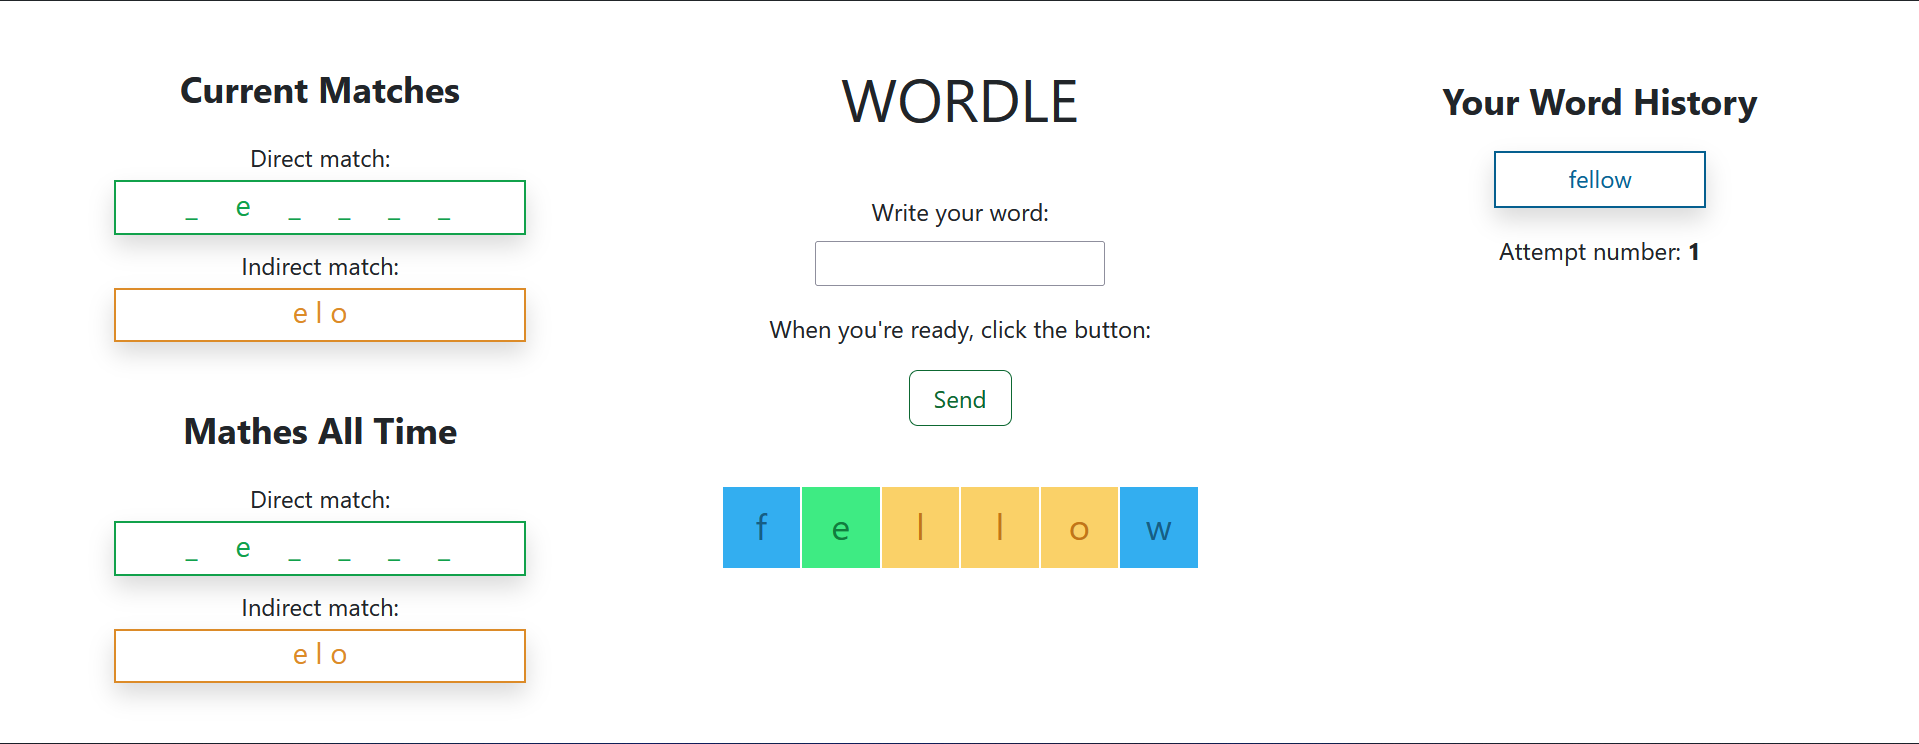 Current Matches
Direct match:
_ e _ _ _ _
Indirect match:
e l o
Mathes All Time
Direct match:
_ e _ _ _ _
Indirect match:
e l o
WORDLE
Write your word:
When you're ready, click the button:
Send
f e l l o w
Your Word History
fellow
Attempt number: 1